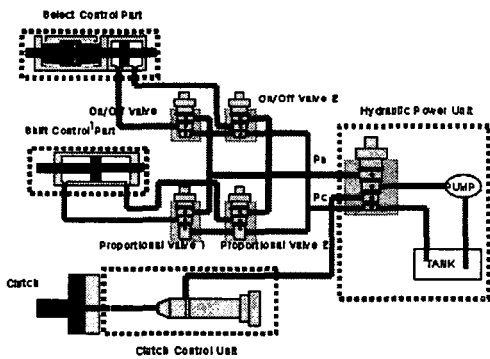 Select Control Part
On/Off Valve 1
On/Off Valve 2
Hydraulic Power Unit
Shift Control Part
Ps
Pc
PUMP
Proportional Valve 1
Proportional Valve 2
TANK
Clutch
Clutch Control Unit